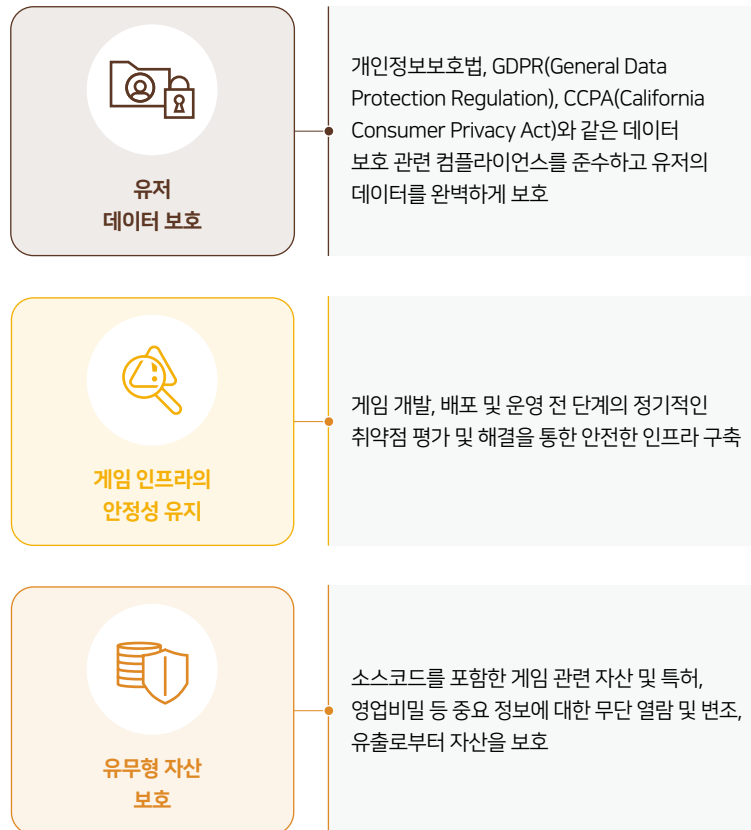 유저
데이터 보호
개인정보보호법, GDPR(General Data
Protection Regulation), CCPA(California
Consumer Privacy Act)와 같은 데이터
보호 관련 컴플라이언스를 준수하고 유저의
데이터를 완벽하게 보호
게임 인프라의
안정성 유지
게임 개발, 배포 및 운영 전 단계의 정기적인
취약점 평가 및 해결을 통한 안전한 인프라 구축
유무형 자산
보호
소스코드를 포함한 게임 관련 자산 및 특허,
영업비밀 등 중요 정보에 대한 무단 열람 및 변조,
유출로부터 자산을 보호